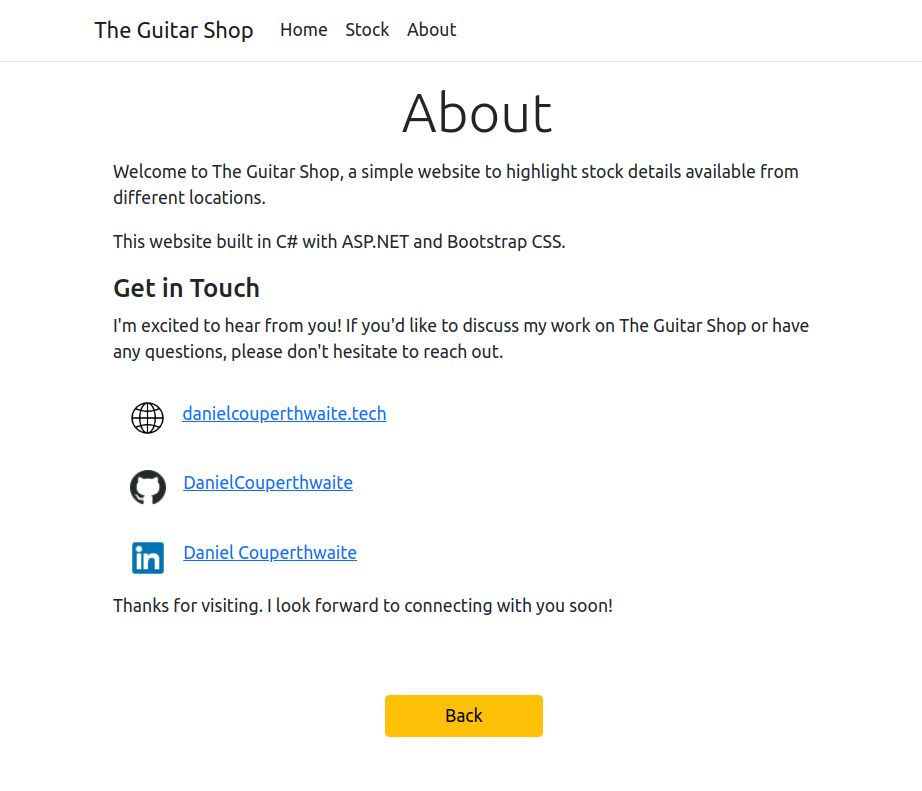 The Guitar Shop Home Stock About
About
Welcome to The Guitar Shop, a simple website to highlight stock details available from
different locations.
This website built in C# with ASP.NET and Bootstrap CSS.
Get in Touch
I'm excited to hear from you! If you'd like to discuss my work on The Guitar Shop or have
any questions, please don't hesitate to reach out.
danielcouperthwaite.tech
DanielCouperthwaite
in Daniel Couperthwaite
Thanks for visiting. I look forward to connecting with you soon!
Back